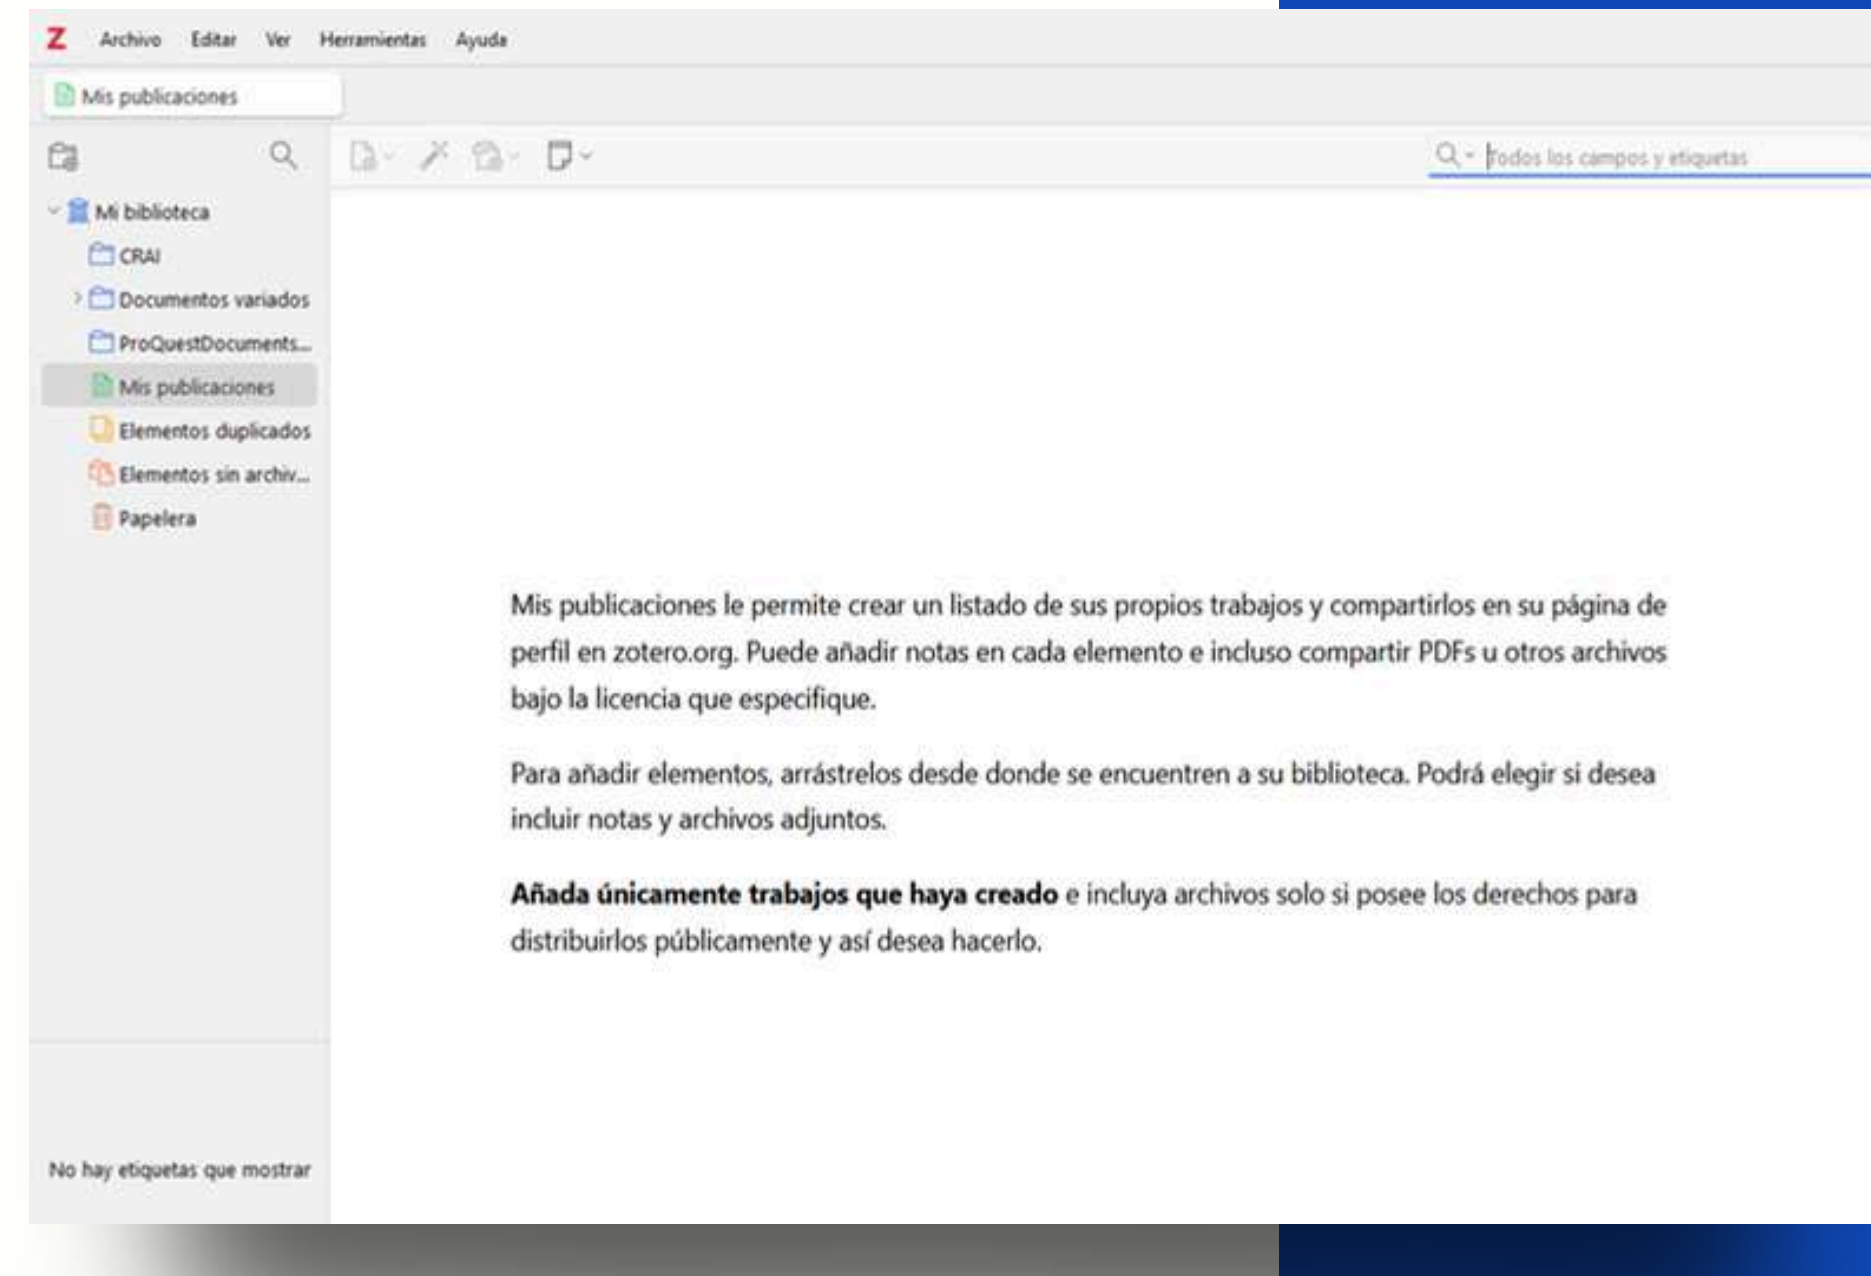 Z Archivo Editar Ver Herramientas Ayuda
Mis publicaciones
Todos los campos y etiquetas
Mi biblioteca
CRAI
Documentos variados
ProQuestDocuments...
Mis publicaciones
Elementos duplicados
Elementos sin archiv...
Papelera
Mis publicaciones le permite crear un listado de sus propios trabajos y compartirlos en su página de
perfil en zotero.org. Puede añadir notas en cada elemento e incluso compartir PDFs u otros archivos
bajo la licencia que especifique.
Para añadir elementos, arrástrelos desde donde se encuentren a su biblioteca. Podrá elegir si desea
incluir notas y archivos adjuntos.
Añada únicamente trabajos que haya creado e incluya archivos solo si posee los derechos para
distribuirlos públicamente y así desea hacerlo.
No hay etiquetas que mostrar